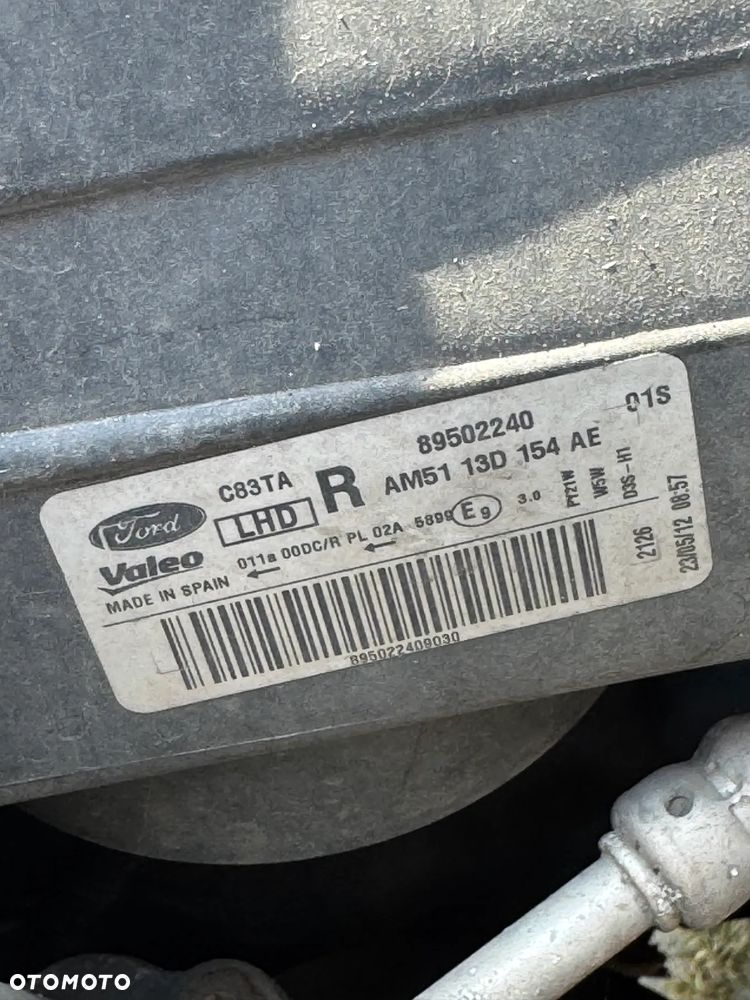 C83TA R 89502240 01S
Ford LHD AM51 13D 154 AE
Valeo 011a 00DC/R PL 02A 5899 E9 3.0
MADE IN SPAIN
PY21W
W5W
D3S-H1
2126
23/05/12 08:57
895022409030
OTOMOTO